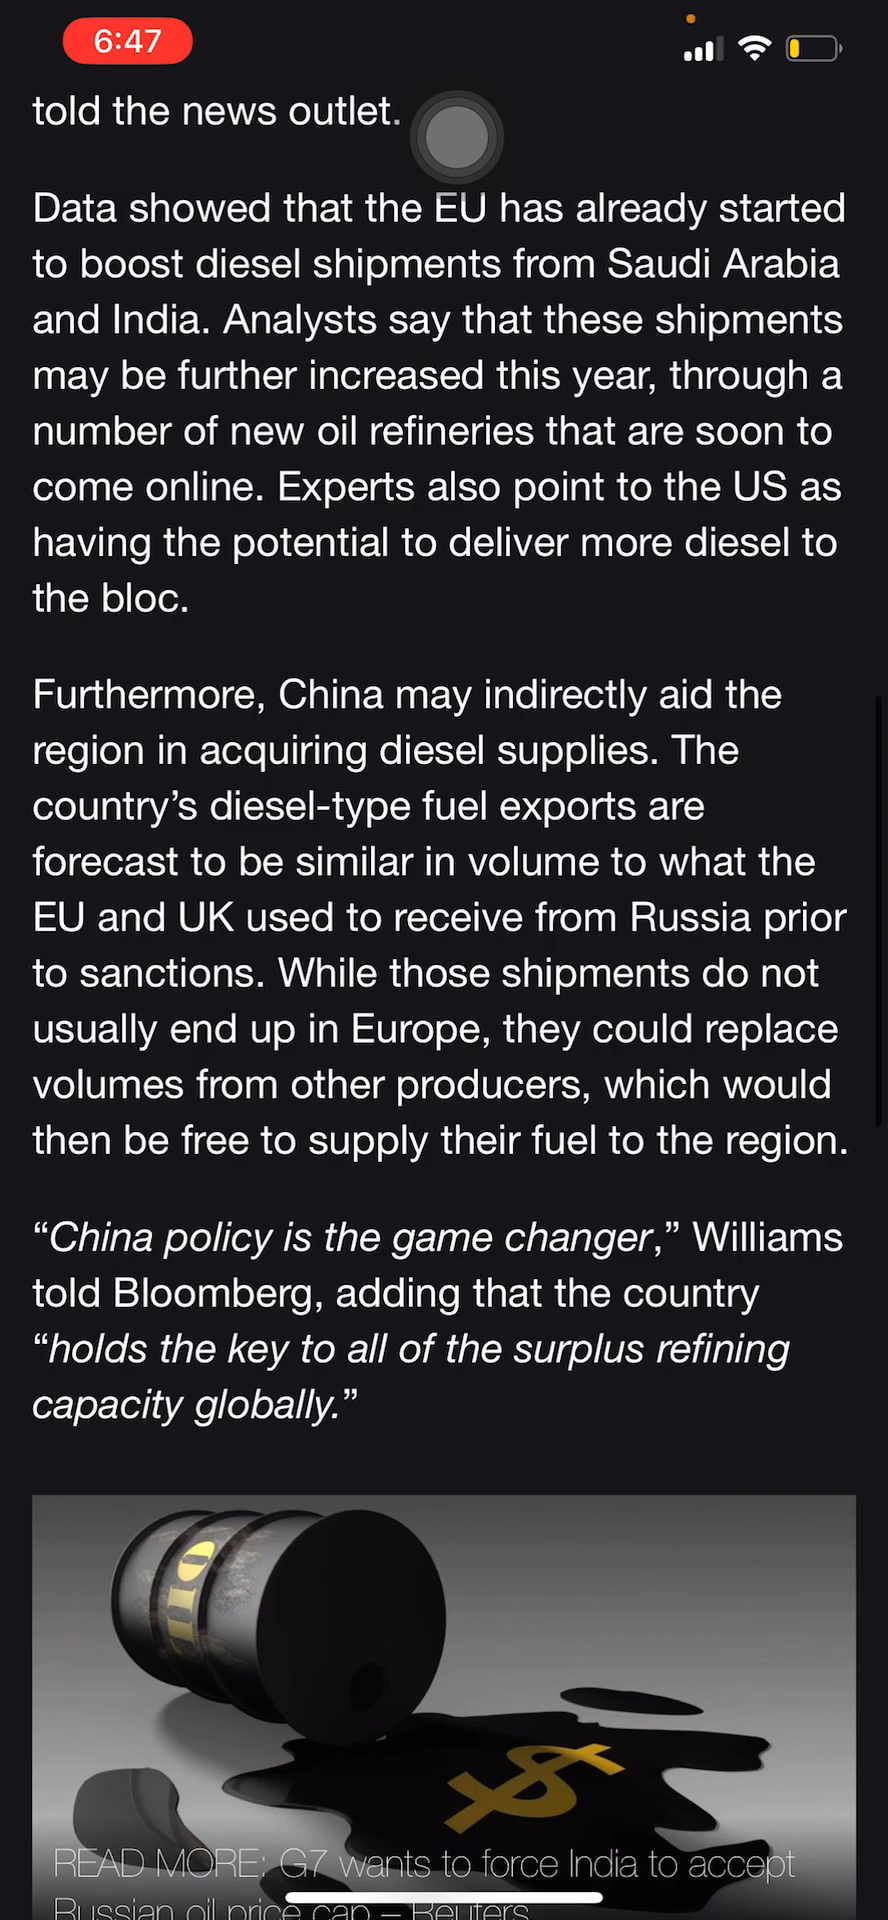 6:47
told the news outlet.
Data showed that the EU has already started
to boost diesel shipments from Saudi Arabia
and India. Analysts say that these shipments
may be further increased this year, through a
number of new oil refineries that are soon to
come online. Experts also point to the US as
having the potential to deliver more diesel to
the bloc.
Furthermore, China may indirectly aid the
region in acquiring diesel supplies. The
country’s diesel-type fuel exports are
forecast to be similar in volume to what the
EU and UK used to receive from Russia prior
to sanctions. While those shipments do not
usually end up in Europe, they could replace
volumes from other producers, which would
then be free to supply their fuel to the region.
“China policy is the game changer,” Williams
told Bloomberg, adding that the country
“holds the key to all of the surplus refining
capacity globally.”
OIL
$
READ MORE: G7 wants to force India to accept
Russian oil price cap – Reuters